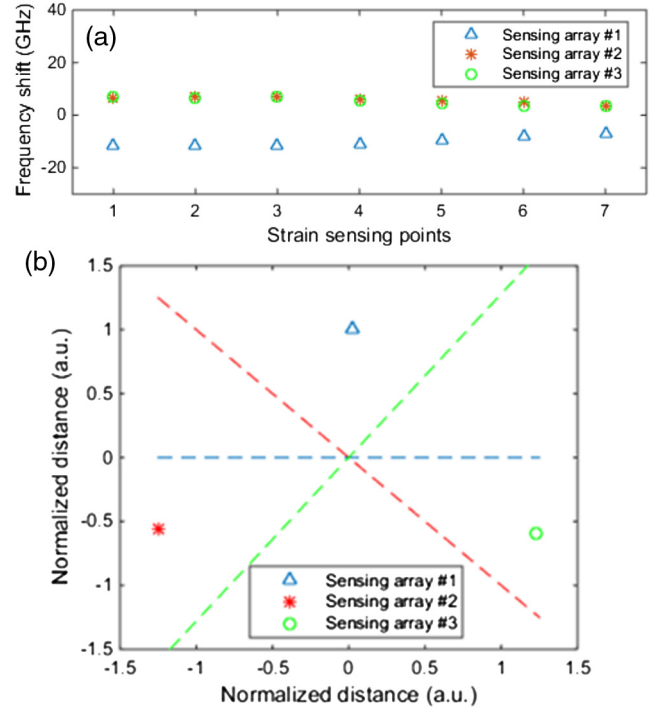 (a)
Frequency shift (GHz)
40
20
0
-20
Sensing array #1
Sensing array #2
Sensing array #3
1 2 3 4 5 6 7
Strain sensing points
(b)
Normalized distance (a.u.)
1.5
1
0.5
0
-0.5
-1
-1.5
Sensing array #1
Sensing array #2
Sensing array #3
-1.5 -1 -0.5 0 0.5 1 1.5
Normalized distance (a.u.)